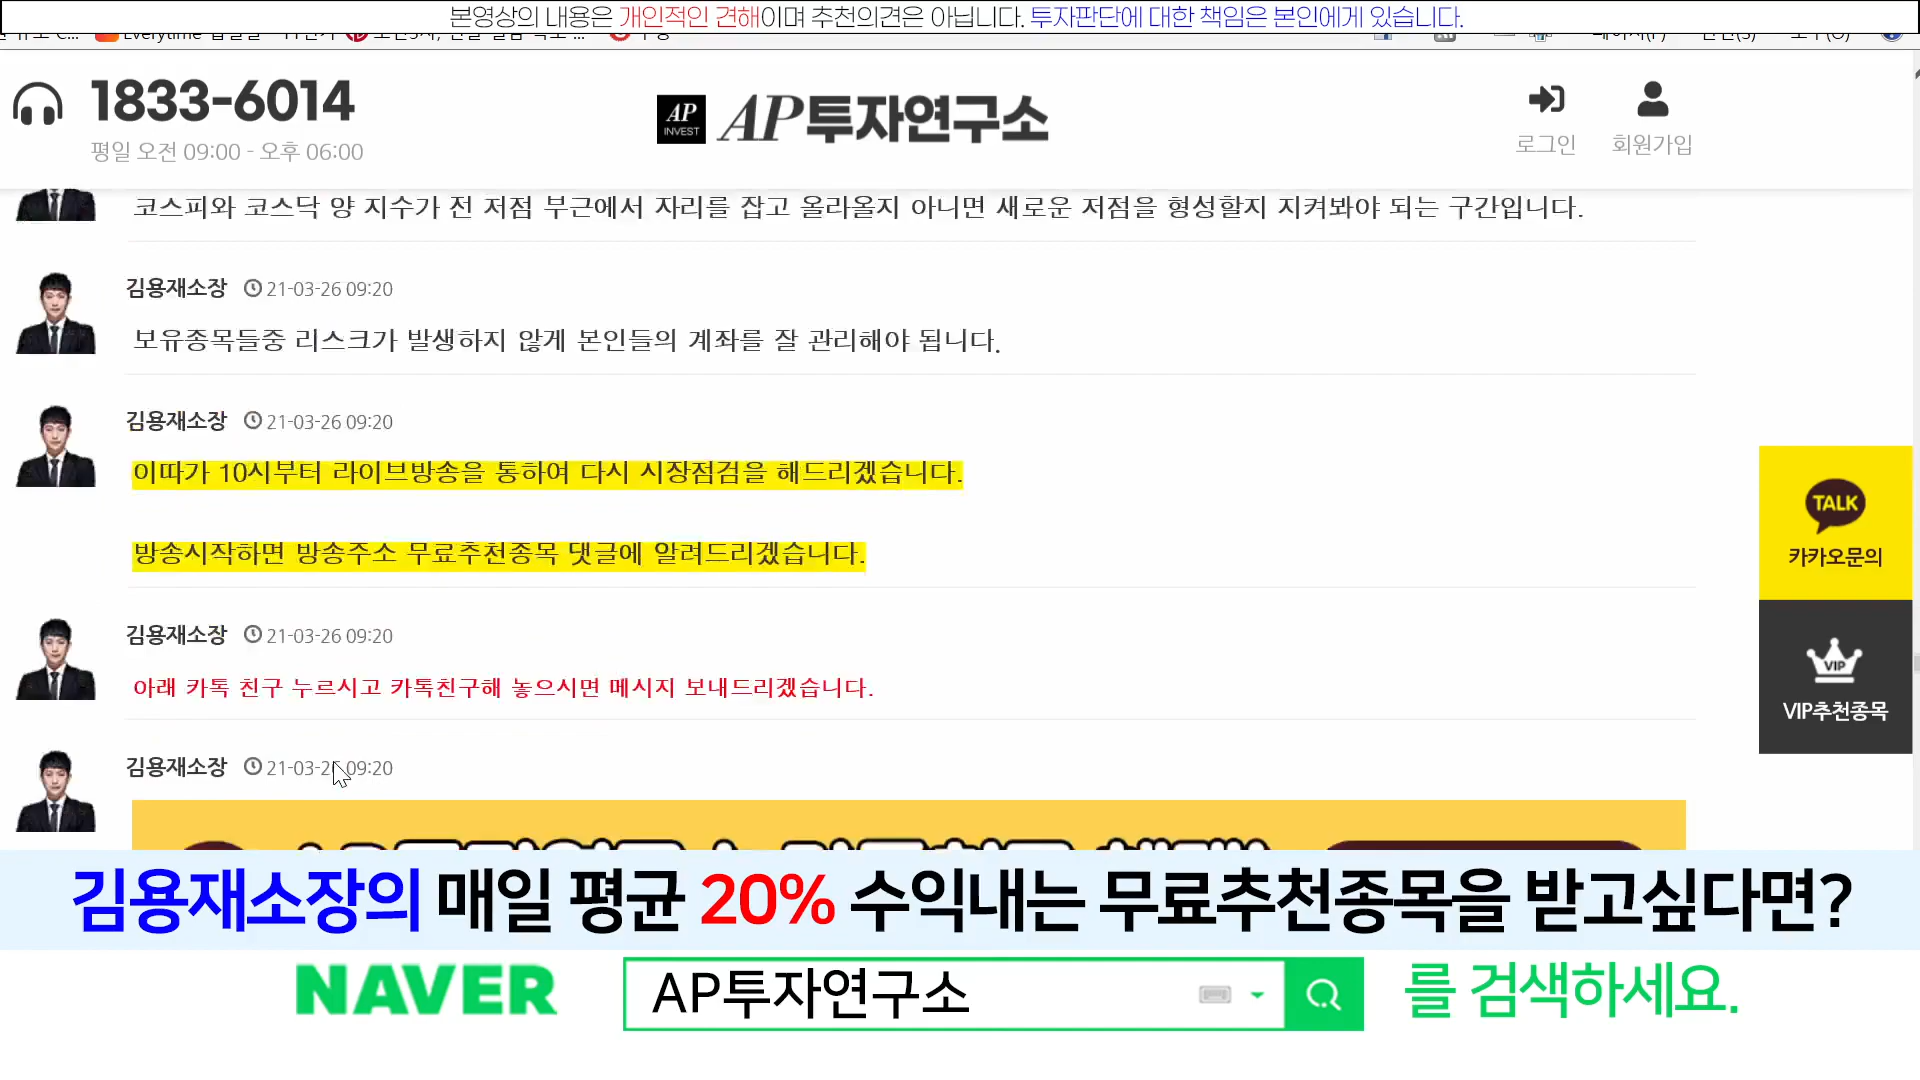 본영상의 내용은 개인적인 견해이며 추천의견은 아닙니다. 투자판단에 대한 책임은 본인에게 있습니다.
1833-6014
평일 오전 09:00 - 오후 06:00
AP INVEST AP투자연구소
로그인 회원가입
코스피와 코스닥 양 지수가 전 저점 부근에서 자리를 잡고 올라올지 아니면 새로운 저점을 형성할지 지켜봐야 되는 구간입니다.
김용재소장 21-03-26 09:20
보유종목들중 리스크가 발생하지 않게 본인들의 계좌를 잘 관리해야 됩니다.
김용재소장 21-03-26 09:20
이따가 10시부터 라이브방송을 통하여 다시 시장점검을 해드리겠습니다.
방송시작하면 방송주소 무료추천종목 댓글에 알려드리겠습니다.
TALK
카카오문의
김용재소장 21-03-26 09:20
아래 카톡 친구 누르시고 카톡친구해 놓으시면 메시지 보내드리겠습니다.
VIP
VIP추천종목
김용재소장 21-03-26 09:20
김용재소장의 매일 평균 20% 수익내는 무료추천종목을 받고싶다면?
NAVER AP투자연구소 를 검색하세요.